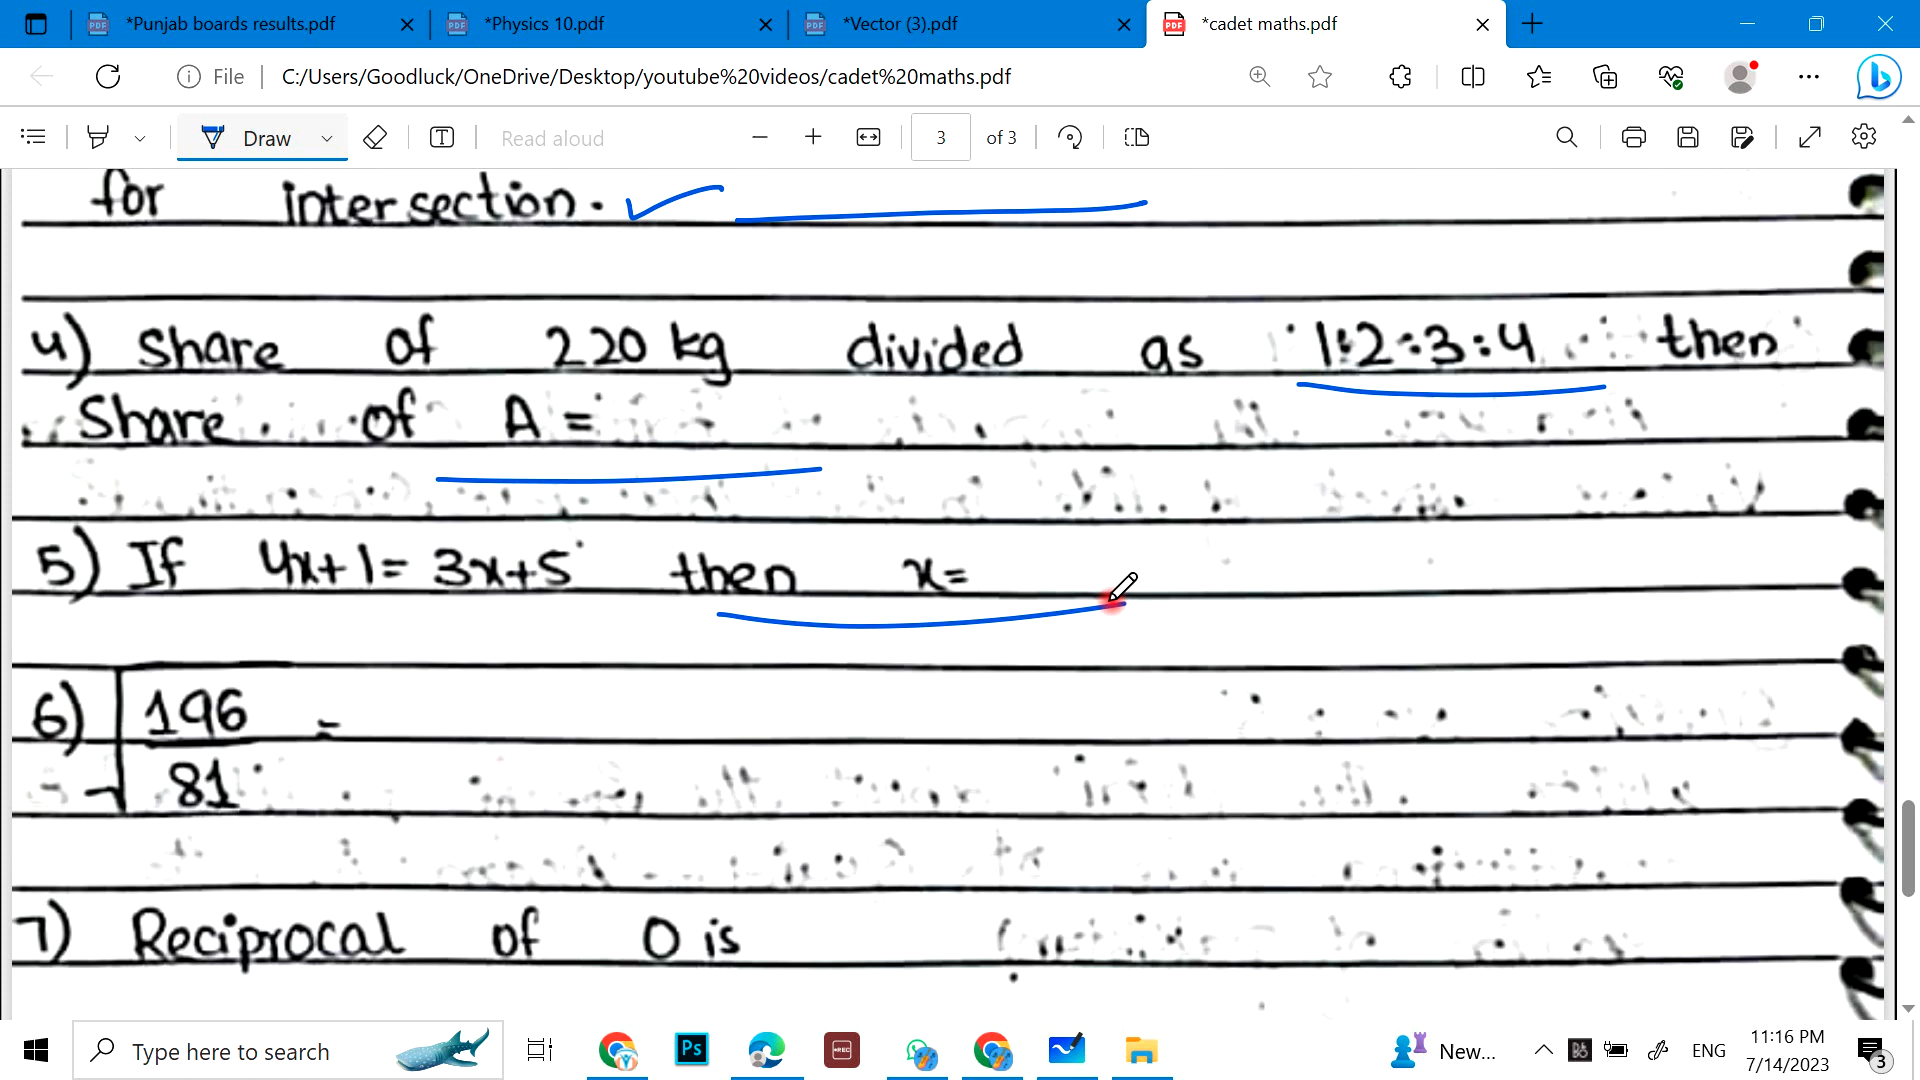 *Punjab boards results.pdf
*Physics 10.pdf
*Vector (3).pdf
*cadet maths.pdf
File
C:/Users/Goodluck/OneDrive/Desktop/youtube%20videos/cadet%20maths.pdf
Draw
Read aloud
3 of 3
for intersection.
4) Share of 220 kg divided as 1:2:3:4 then
Share of A =
5) If 4x+1=3x+5 then x=
6) √196/81 =
7) Reciprocal of 0 is
Type here to search
Ps
REC
New...
ENG
11:16 PM
7/14/2023
3